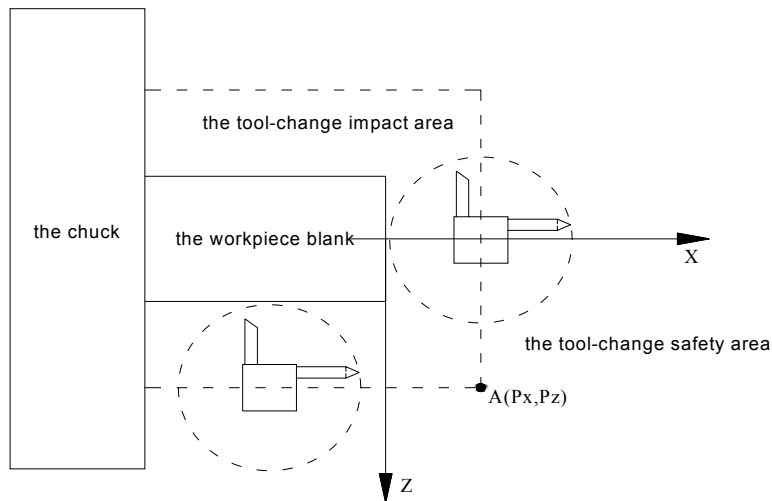 the tool-change impact area
the chuck
the workpiece blank
X
the tool-change safety area
A(Px,Pz)
Z